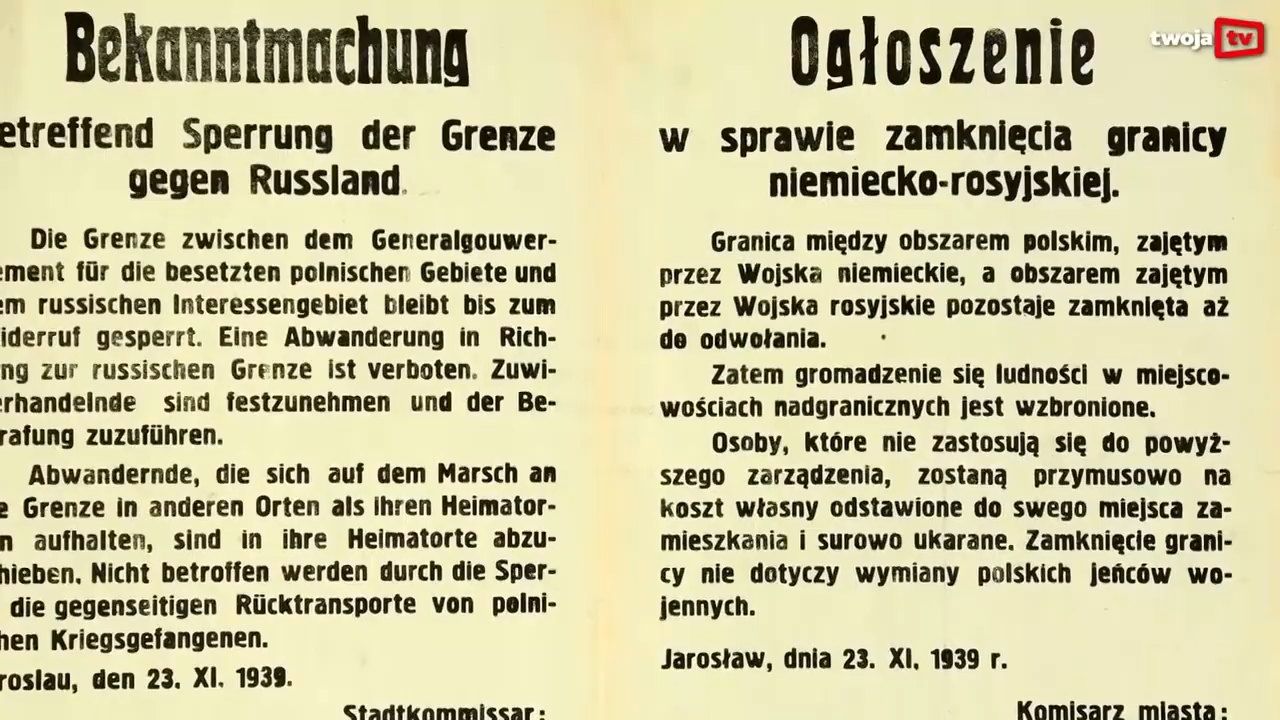 Bekanntmachung
etreffend Sperrung der Grenze
gegen Russland.
Die Grenze zwischen dem Generalgouwer-
ement für die besetzten polnischen Gebiete und
em russischen Interessengebiet bleibt bis zum
iderruf gesperrt. Eine Abwanderung in Rich-
ng zur russischen Grenze ist verboten. Zuwi-
erhandelnde sind festzunehmen und der Be-
rafung zuzuführen.
Abwandernde, die sich auf dem Marsch an
e Grenze in anderen Orten als ihren Heimator-
n aufhalten, sind in ihre Heimatorte abzu-
hieben. Nicht betroffen werden durch die Sper-
die gegenseitigen Rücktransporte von polni-
hen Kriegsgefangenen.
roslau, den 23. XI. 1939.
Stadtkommissar:
twoja tv
Ogłoszenie
w sprawie zamknięcia granicy
niemiecko-rosyjskiej.
Granica między obszarem polskim, zajętym
przez Wojska niemieckie, a obszarem zajętym
przez Wojska rosyjskie pozostaje zamknięta aż
do odwołania.
Zatem gromadzenie się ludności w miejsco-
wościach nadgranicznych jest wzbronione.
Osoby, które nie zastosują się do powyż-
szego zarządzenia, zostaną przymusowo na
koszt własny odstawione do swego miejsca za-
mieszkania i surowo ukarane. Zamknięcie grani-
cy nie dotyczy wymiany polskich jeńców wo-
jennych.
Jarosław, dnia 23. XI. 1939 r.
Komisarz miasta: